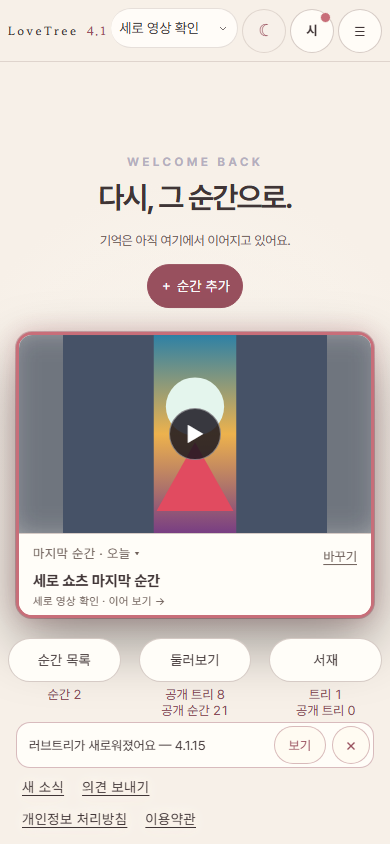 LoveTree 4.1
세로 영상 확인
시
WELCOME BACK
다시, 그 순간으로.
기억은 아직 여기에서 이어지고 있어요.
+ 순간 추가
마지막 순간 · 오늘
바꾸기
세로 쇼츠 마지막 순간
세로 영상 확인 · 이어 보기 →
순간 목록
둘러보기
서재
순간 2
공개 트리 8
트리 1
공개 순간 21
공개 트리 0
러브트리가 새로워졌어요 — 4.1.15
보기
×
새 소식
의견 보내기
개인정보 처리방침
이용약관